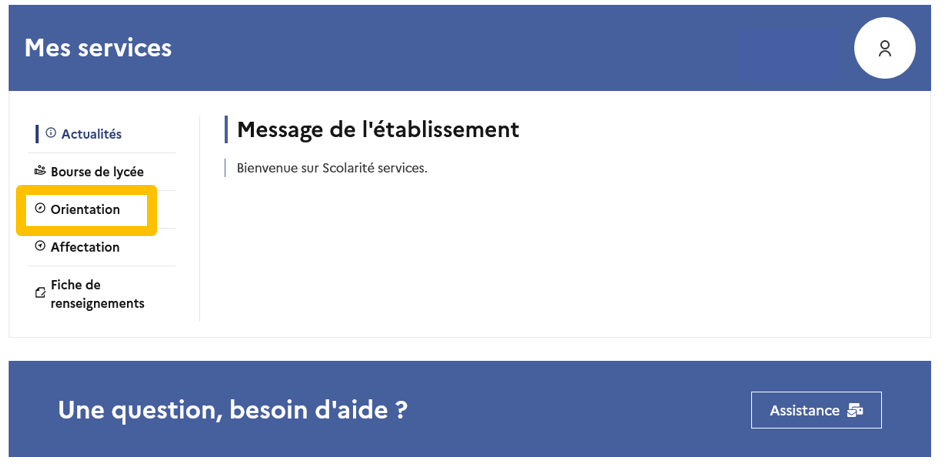 Mes services
Actualités
Bourse de lycée
Orientation
Affectation
Fiche de
renseignements
Message de l'établissement
Bienvenue sur Scolarité services.
Une question, besoin d'aide ?
Assistance